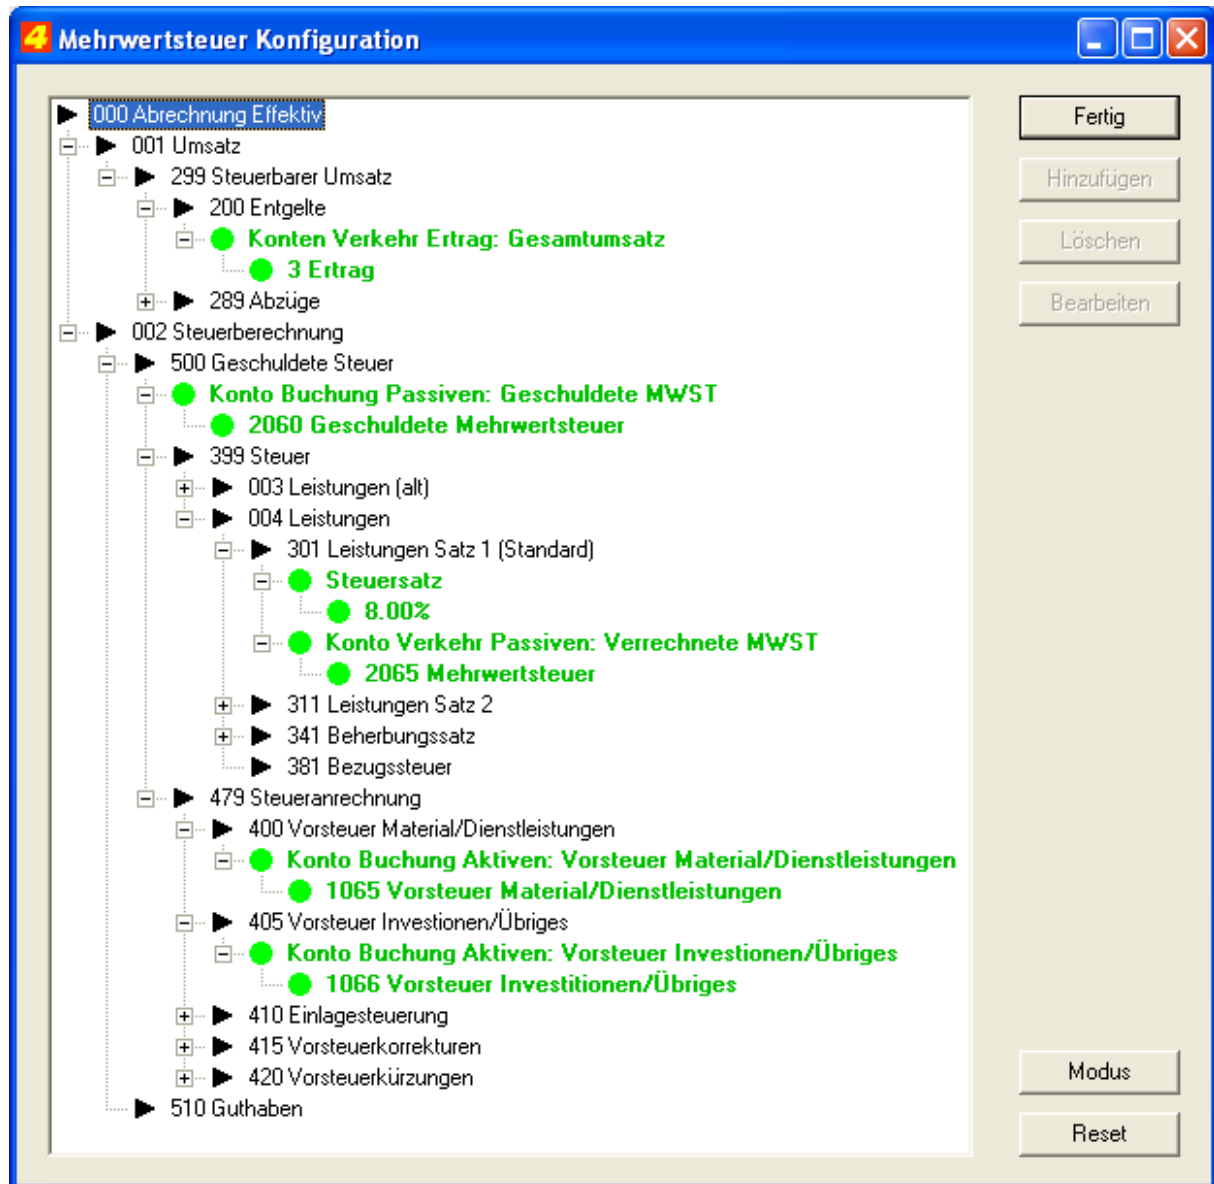 4 Mehrwertsteuer Konfiguration
000 Abrechnung Effektiv
001 Umsatz
299 Steuerbarer Umsatz
200 Entgelte
Konten Verkehr Ertrag: Gesamtumsatz
3 Ertrag
289 Abzüge
002 Steuerberechnung
500 Geschuldete Steuer
Konto Buchung Passiven: Geschuldete MWST
2060 Geschuldete Mehrwertsteuer
399 Steuer
003 Leistungen (alt)
004 Leistungen
301 Leistungen Satz 1 (Standard)
Steuersatz
8.00%
Konto Verkehr Passiven: Verrechnete MWST
2065 Mehrwertsteuer
311 Leistungen Satz 2
341 Beherbungssatz
381 Bezugssteuer
479 Steueranrechnung
400 Vorsteuer Material/Dienstleistungen
Konto Buchung Aktiven: Vorsteuer Material/Dienstleistungen
1065 Vorsteuer Material/Dienstleistungen
405 Vorsteuer Investionen/Übriges
Konto Buchung Aktiven: Vorsteuer Investionen/Übriges
1066 Vorsteuer Investitionen/Übriges
410 Einlagesteuerung
415 Vorsteuerkorrekturen
420 Vorsteuerkürzungen
510 Guthaben
Fertig
Hinzufügen
Löschen
Bearbeiten
Modus
Reset